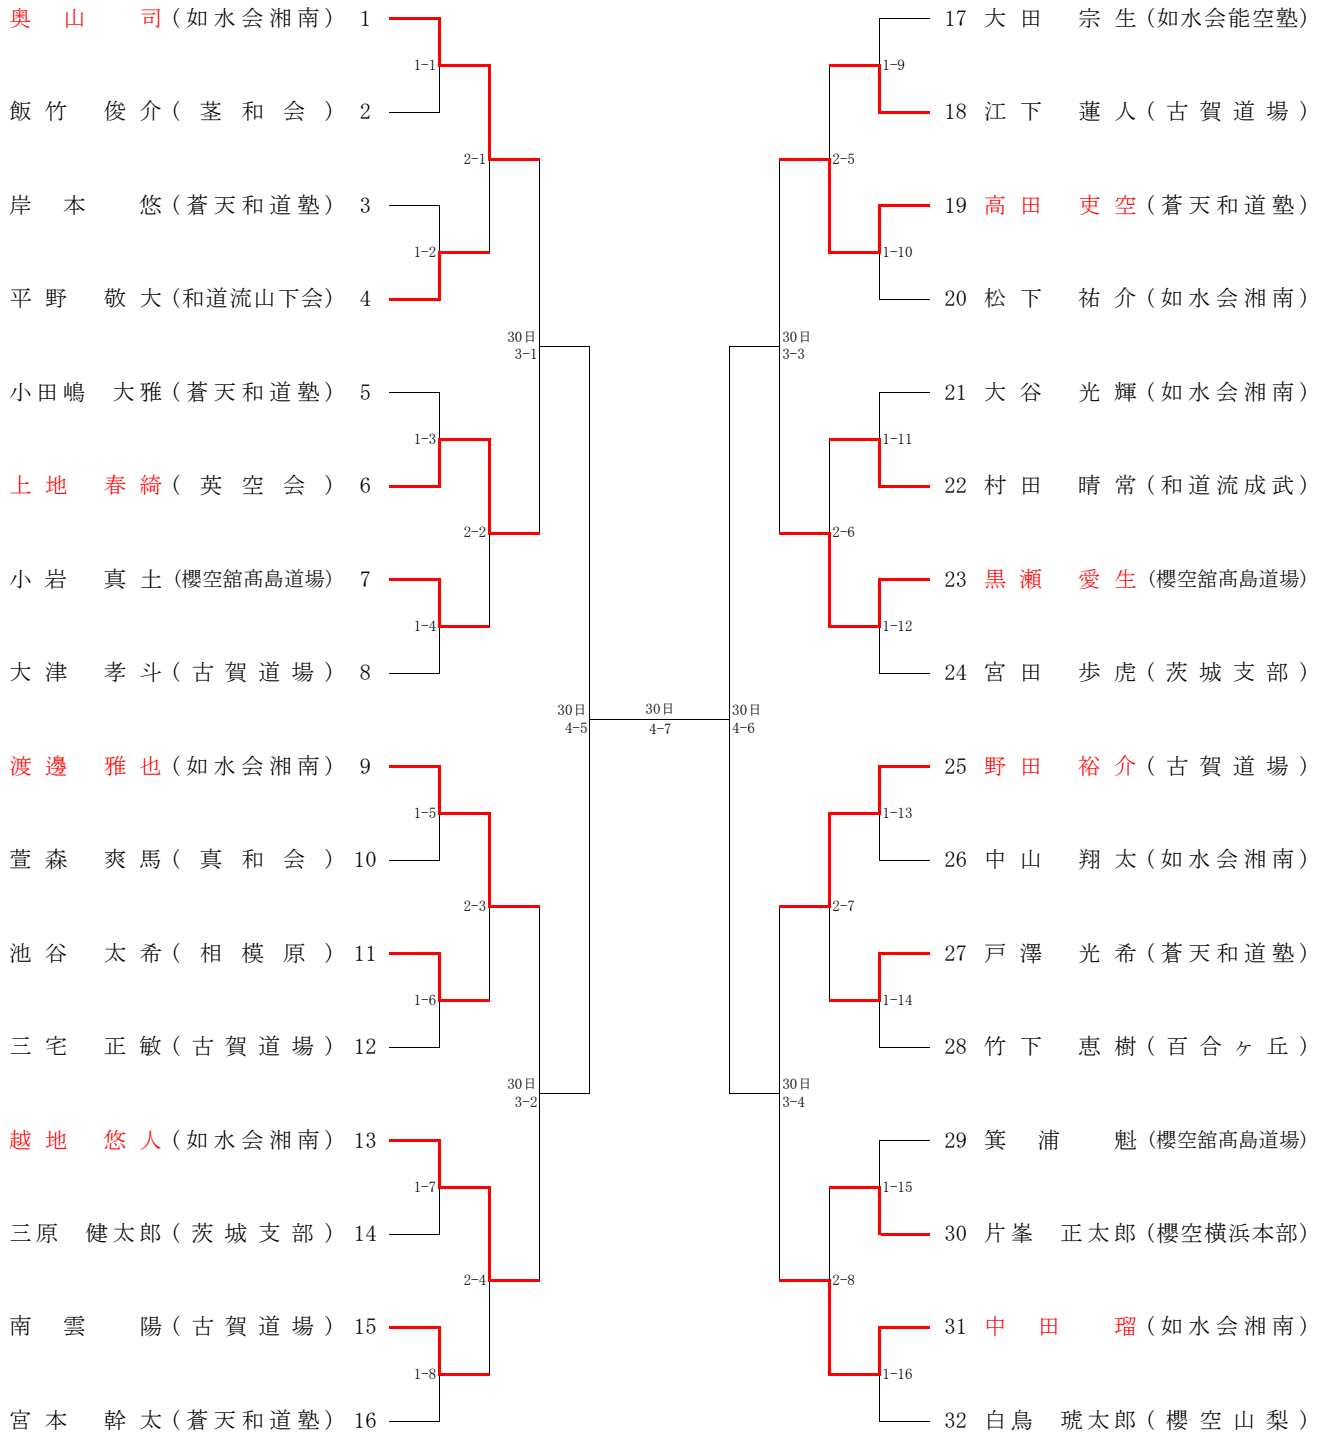 奥山 司 (如水会湘南) 1
1-1
飯竹 俊介 (茎和会) 2
2-1
岸本 悠 (蒼天和道塾) 3
1-2
平野 敬大 (和道流山下会) 4
30日
3-1
小田嶋 大雅 (蒼天和道塾) 5
1-3
上地 春綺 (英空会) 6
2-2
小岩 真土 (櫻空舘髙島道場) 7
1-4
大津 孝斗 (古賀道場) 8
30日
4-5
渡邊 雅也 (如水会湘南) 9
1-5
萱森 爽馬 (真和会) 10
2-3
池谷 太希 (相模原) 11
1-6
三宅 正敏 (古賀道場) 12
30日
3-2
越地 悠人 (如水会湘南) 13
1-7
三原 健太郎 (茨城支部) 14
2-4
南雲 陽 (古賀道場) 15
1-8
宮本 幹太 (蒼天和道塾) 16
30日
4-7
17 大田 宗生 (如水会能空塾)
1-9
18 江下 蓮人 (古賀道場)
2-5
19 高田 吏空 (蒼天和道塾)
1-10
20 松下 祐介 (如水会湘南)
30日
3-3
21 大谷 光輝 (如水会湘南)
1-11
22 村田 晴常 (和道流成武)
2-6
23 黒瀬 愛生 (櫻空舘髙島道場)
1-12
24 宮田 歩虎 (茨城支部)
30日
4-6
25 野田 裕介 (古賀道場)
1-13
26 中山 翔太 (如水会湘南)
2-7
27 戸澤 光希 (蒼天和道塾)
1-14
28 竹下 恵樹 (百合ヶ丘)
30日
3-4
29 箕浦 魁 (櫻空舘髙島道場)
1-15
30 片峯 正太郎 (櫻空横浜本部)
2-8
31 中田 瑠 (如水会湘南)
1-16
32 白鳥 琥太郎 (櫻空山梨)